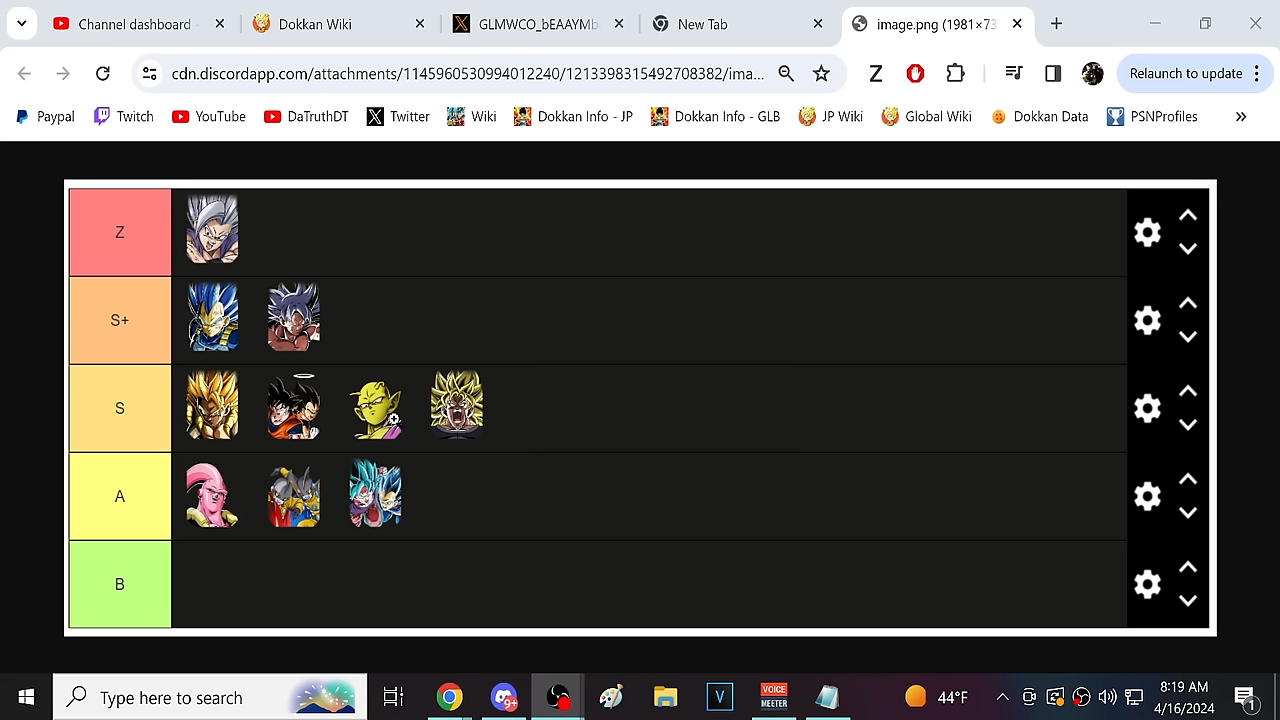 Channel dashboard -
Dokkan Wiki
GLMWCO_bEAAYMb
New Tab
image.png (1981×73
cdn.discordapp.com/attachments/1145960530994012240/1213398315492708382/ima...
Relaunch to update
Paypal
Twitch
YouTube
DaTruthDT
Twitter
Wiki
Dokkan Info - JP
Dokkan Info - GLB
JP Wiki
Global Wiki
Dokkan Data
PSNProfiles
Z
S+
S
A
B
Type here to search
9+
V
VOICE
MEETER
44°F
8:19 AM
4/16/2024
1